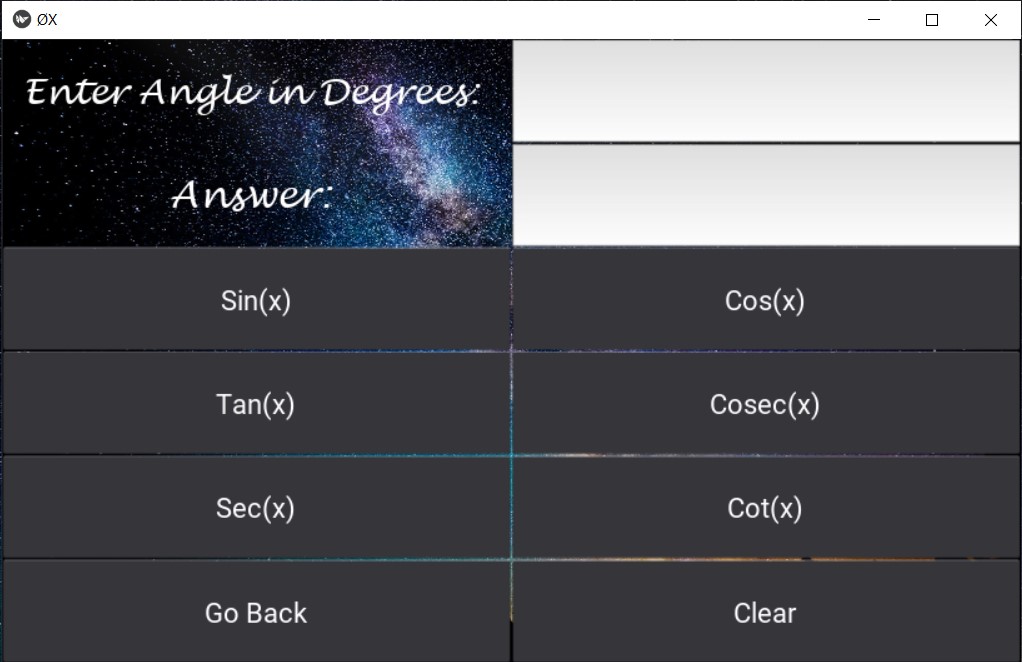 ØX
Enter Angle in Degrees:
Answer:
Sin(x)
Cos(x)
Tan(x)
Cosec(x)
Sec(x)
Cot(x)
Go Back
Clear